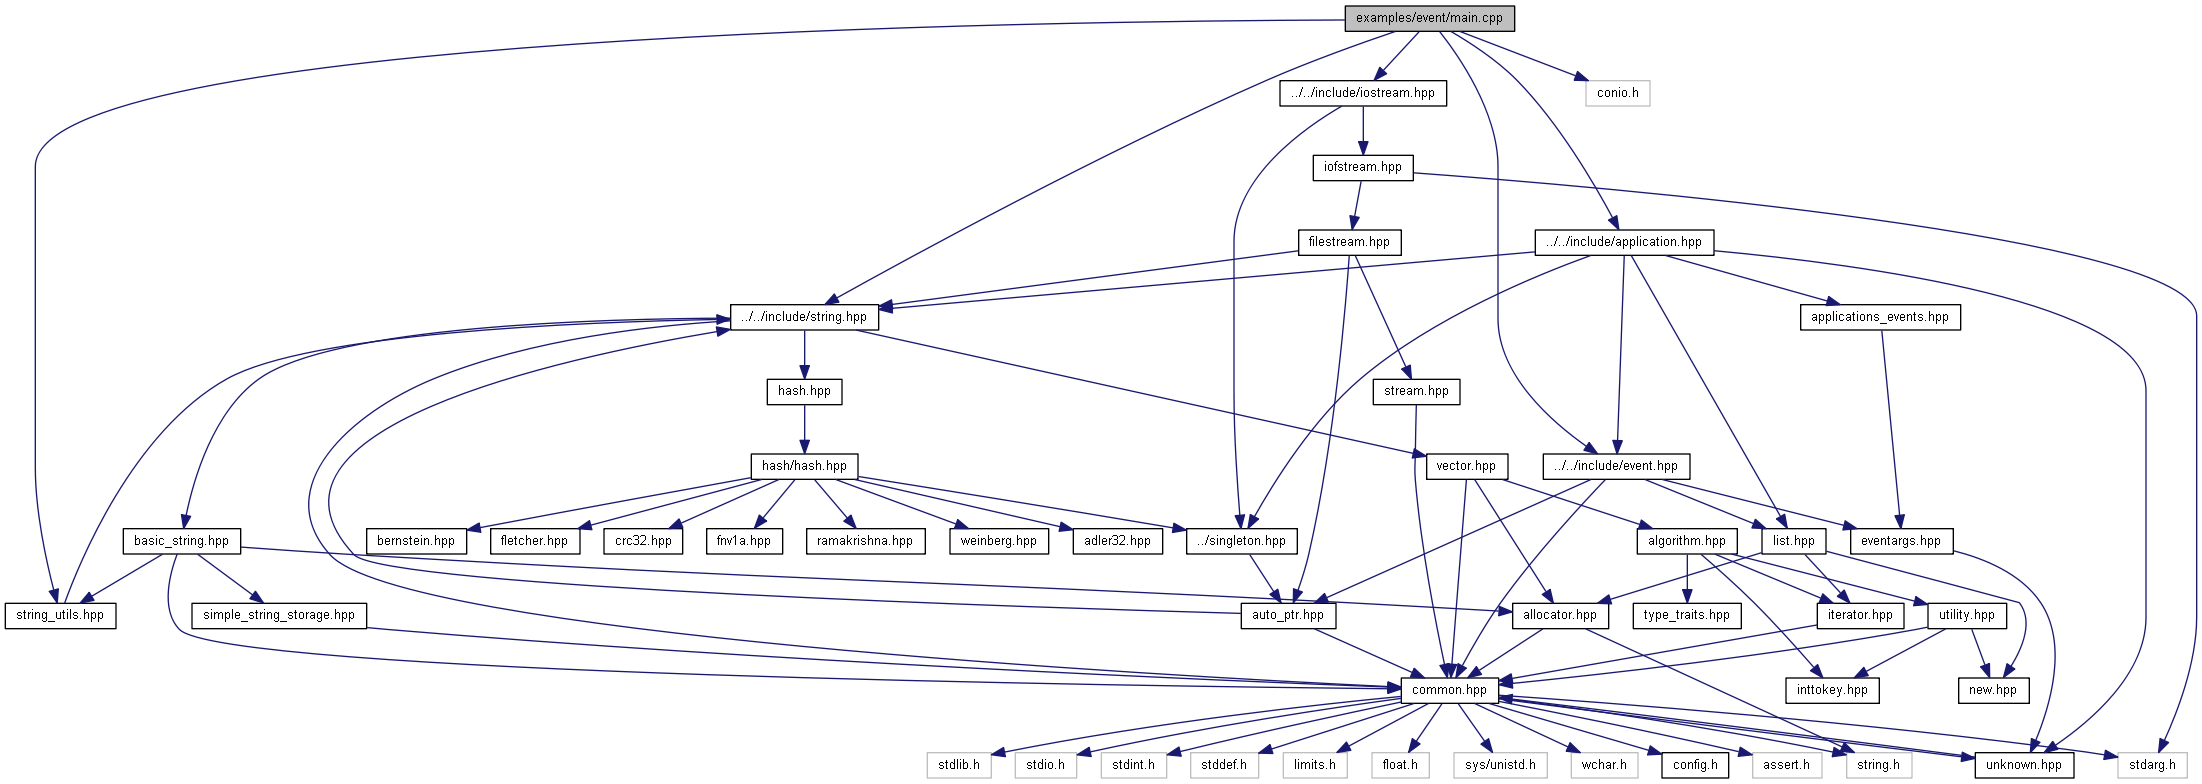 examples/event/main.cpp
../../include/iostream.hpp
conio.h
iofstream.hpp
filestream.hpp
../../include/application.hpp
../../include/string.hpp
applications_events.hpp
hash.hpp
stream.hpp
hash/hash.hpp
vector.hpp
../../include/event.hpp
basic_string.hpp
bernstein.hpp
fletcher.hpp
crc32.hpp
fnv1a.hpp
ramakrishna.hpp
weinberg.hpp
adler32.hpp
../singleton.hpp
algorithm.hpp
list.hpp
eventargs.hpp
string_utils.hpp
simple_string_storage.hpp
auto_ptr.hpp
allocator.hpp
type_traits.hpp
iterator.hpp
utility.hpp
common.hpp
inttokey.hpp
new.hpp
stdlib.h
stdio.h
stdint.h
stddef.h
limits.h
float.h
sys/unistd.h
wchar.h
config.h
assert.h
string.h
unknown.hpp
stdarg.h